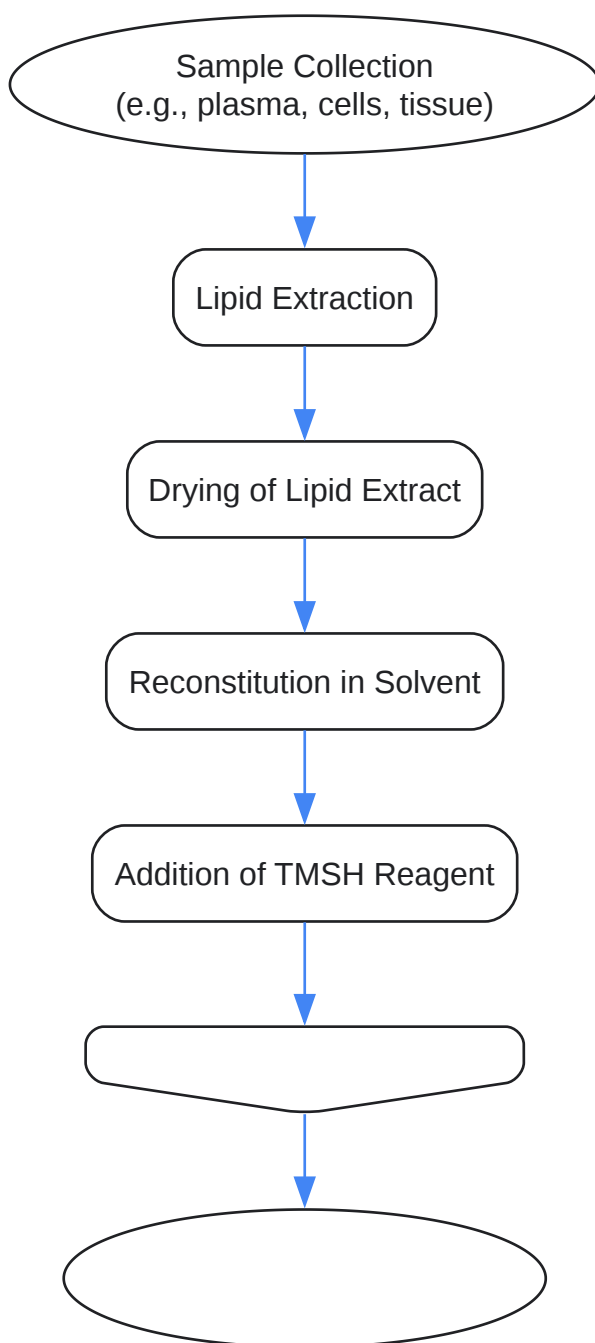 Sample Collection
(e.g., plasma, cells, tissue)
Lipid Extraction
Drying of Lipid Extract
Reconstitution in Solvent
Addition of TMSH Reagent